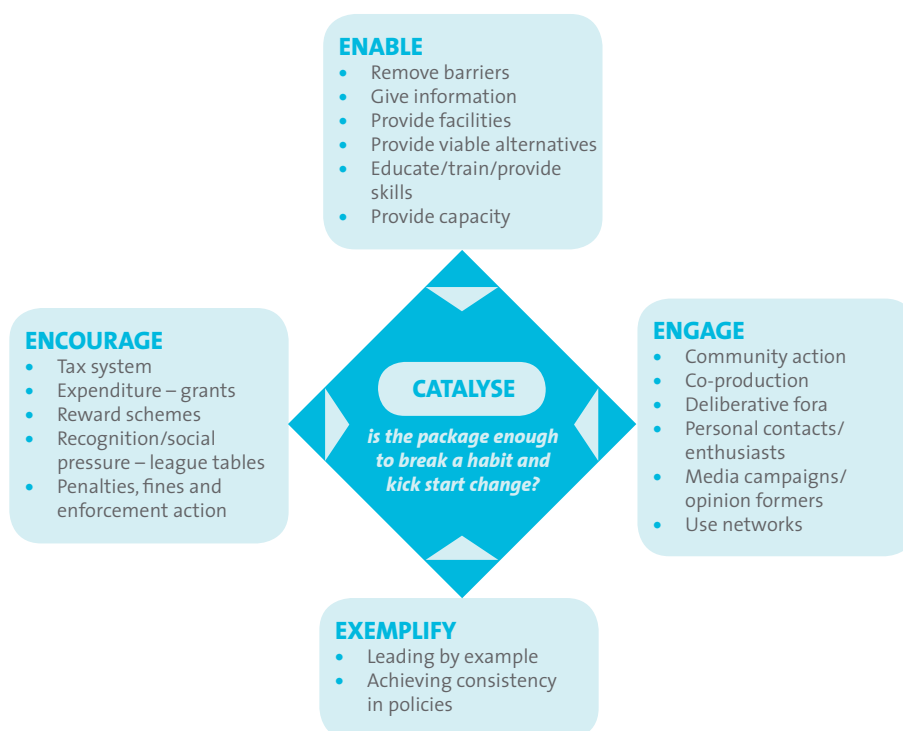 ENABLE
• Remove barriers
• Give information
• Provide facilities
• Provide viable alternatives
• Educate/train/provide
skills
• Provide capacity
ENCOURAGE
• Tax system
• Expenditure – grants
• Reward schemes
• Recognition/social
pressure – league tables
• Penalties, fines and
enforcement action
CATALYSE
is the package enough
to break a habit and
kick start change?
ENGAGE
• Community action
• Co-production
• Deliberative fora
• Personal contacts/
enthusiasts
• Media campaigns/
opinion formers
• Use networks
EXEMPLIFY
• Leading by example
• Achieving consistency
in policies